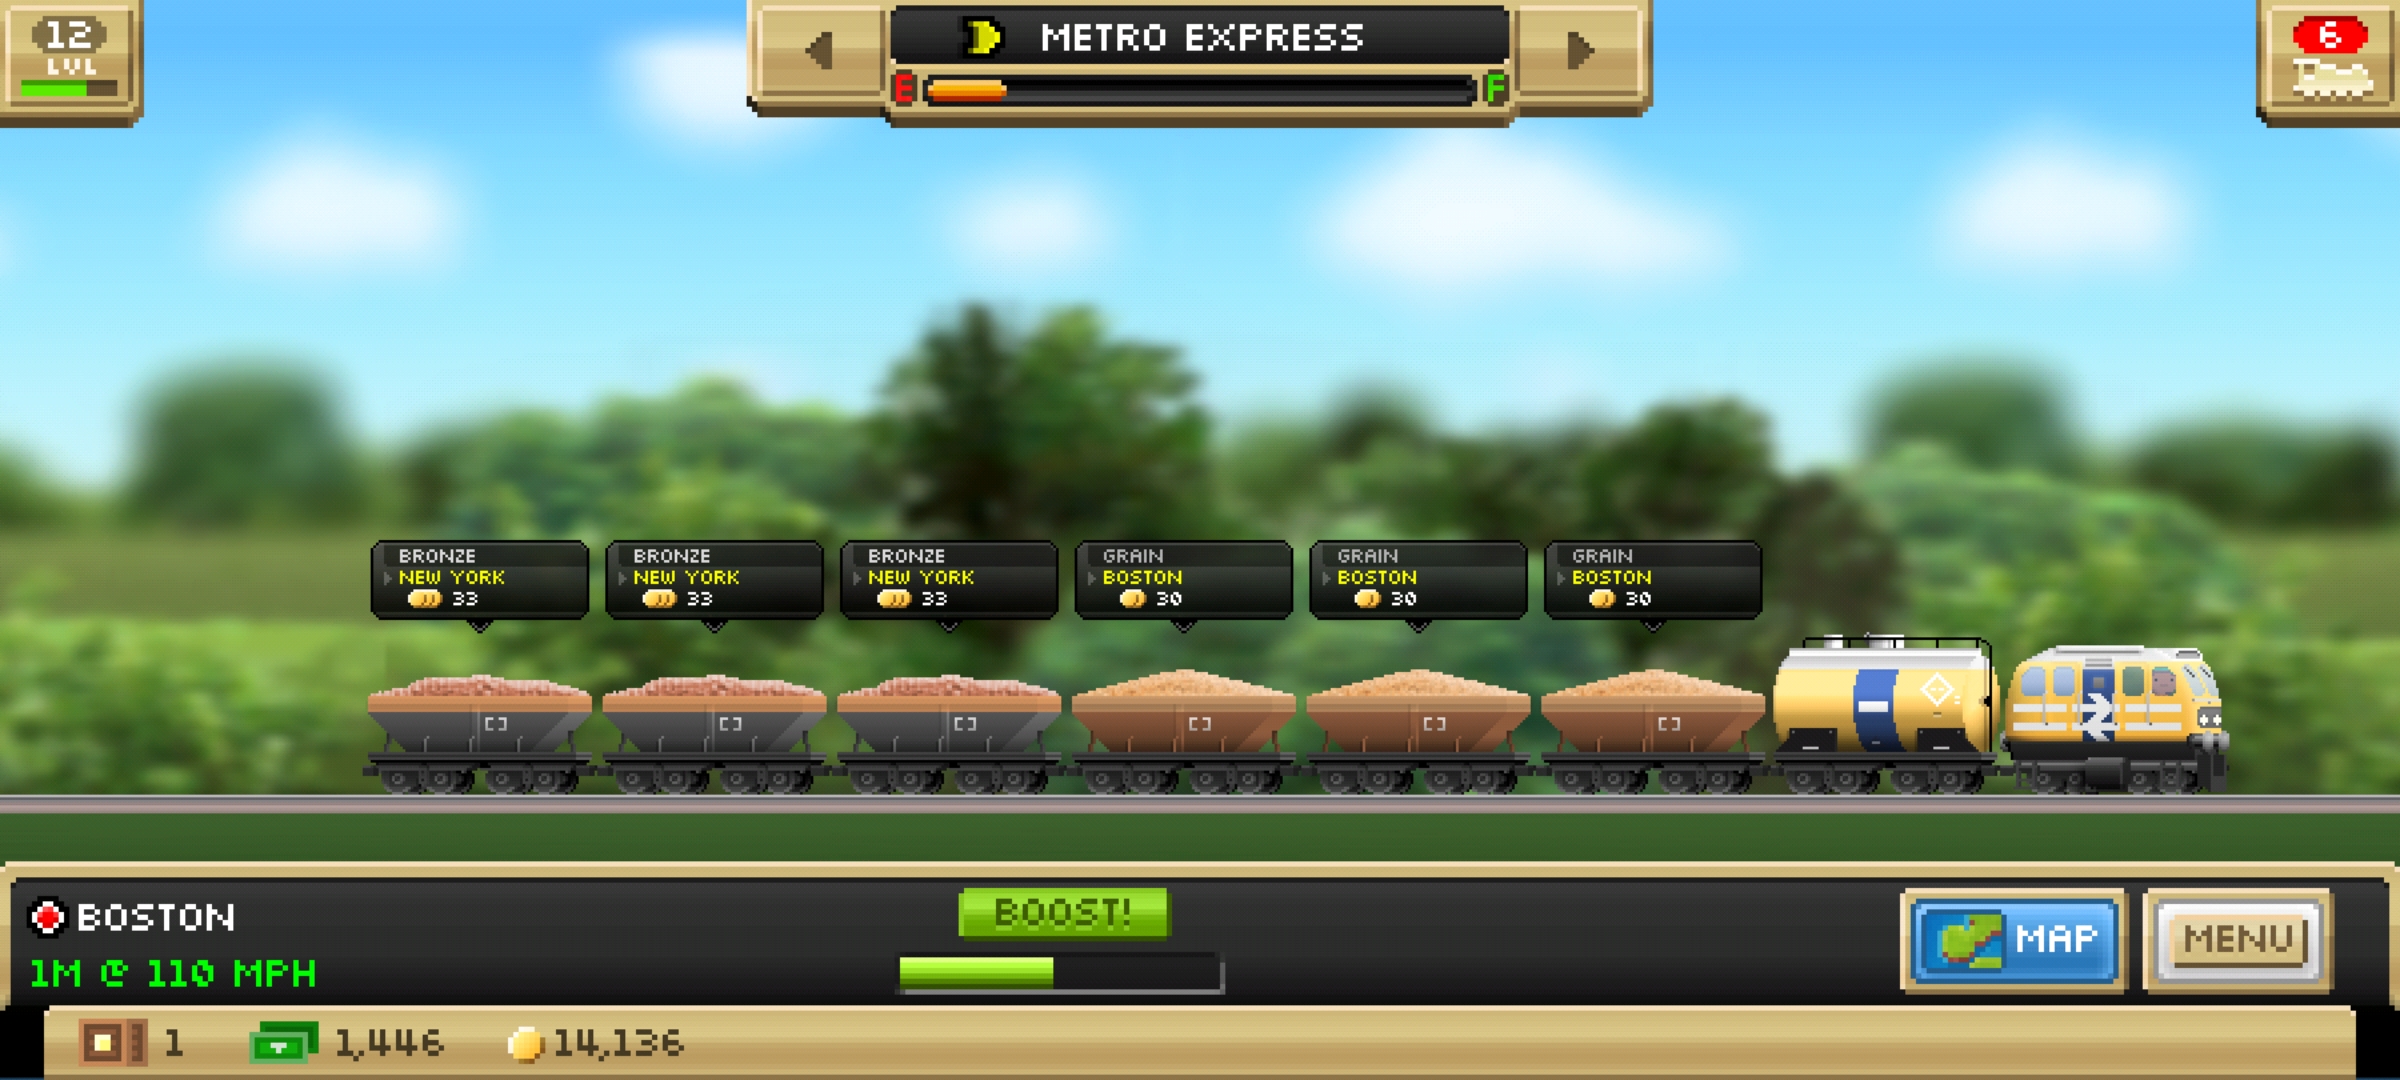 12
LVL
METRO EXPRESS
E F
6
BRONZE
NEW YORK
33
BRONZE
NEW YORK
33
BRONZE
NEW YORK
33
GRAIN
BOSTON
30
GRAIN
BOSTON
30
GRAIN
BOSTON
30
BOSTON
1M @ 110 MPH
BOOST!
MAP
MENU
1
1,446
14,136